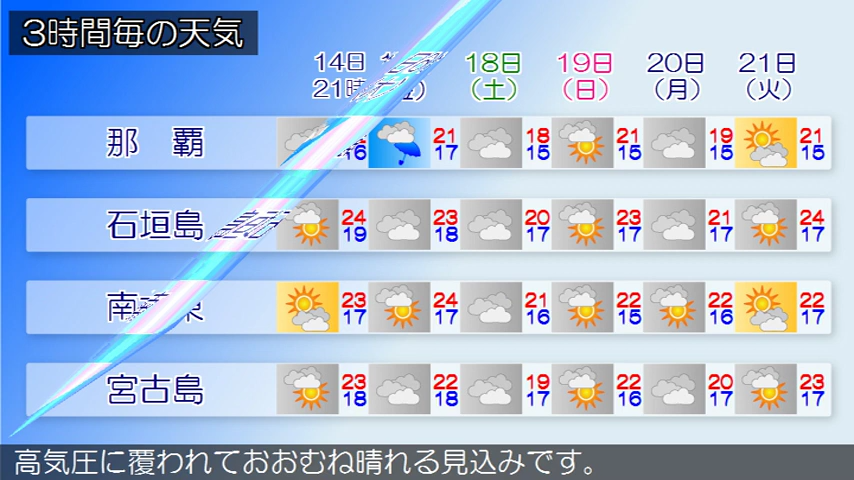 3時間毎の天気
14日 18日 19日 20日 21日
21時 (土) (日) (月) (火)
那覇 16 21 17 18 15 21 15 19 15 21 15
石垣島 24 19 23 18 20 17 23 17 21 17 24 17
南 23 17 24 17 21 16 22 15 22 16 22 17
宮古島 23 18 22 18 19 17 22 16 20 17 23 17
高気圧に覆われておおむね晴れる見込みです。